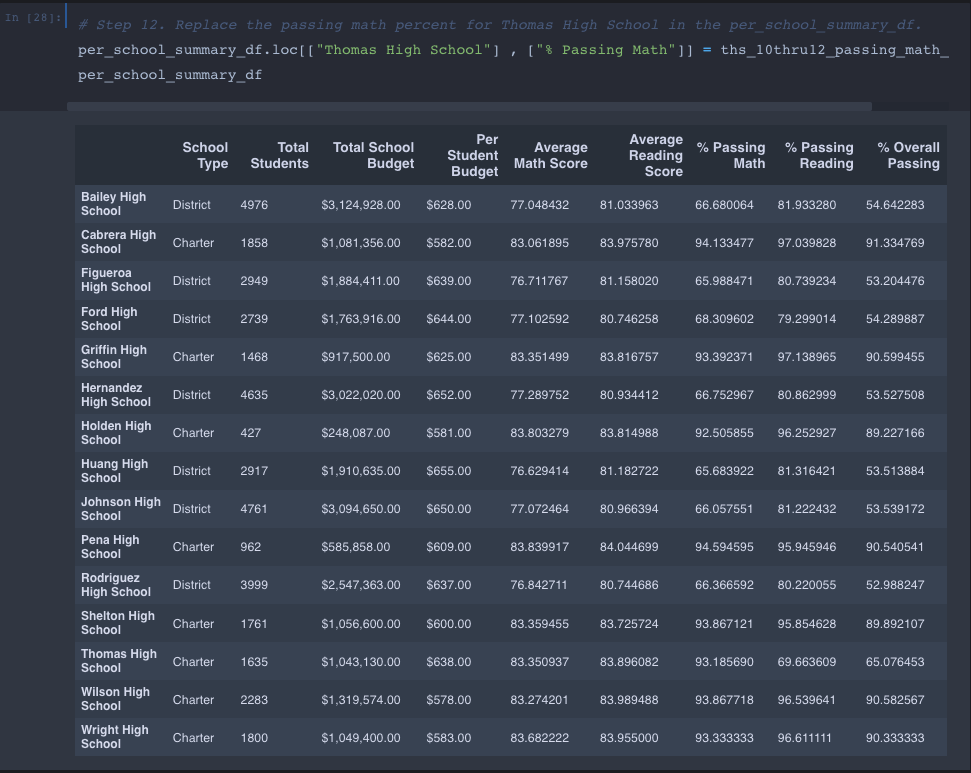 In [28]:
# Step 12. Replace the passing math percent for Thomas High School in the per_school_summary_df.
per_school_summary_df.loc[["Thomas High School"] , ["% Passing Math"]] = ths_10thru12_passing_math_
per_school_summary_df
School Type Total Students Total School Budget Per Student Budget Average Math Score Average Reading Score % Passing Math % Passing Reading % Overall Passing
Bailey High School District 4976 $3,124,928.00 $628.00 77.048432 81.033963 66.680064 81.933280 54.642283
Cabrera High School Charter 1858 $1,081,356.00 $582.00 83.061895 83.975780 94.133477 97.039828 91.334769
Figueroa High School District 2949 $1,884,411.00 $639.00 76.711767 81.158020 65.988471 80.739234 53.204476
Ford High School District 2739 $1,763,916.00 $644.00 77.102592 80.746258 68.309602 79.299014 54.289887
Griffin High School Charter 1468 $917,500.00 $625.00 83.351499 83.816757 93.392371 97.138965 90.599455
Hernandez High School District 4635 $3,022,020.00 $652.00 77.289752 80.934412 66.752967 80.862999 53.527508
Holden High School Charter 427 $248,087.00 $581.00 83.803279 83.814988 92.505855 96.252927 89.227166
Huang High School District 2917 $1,910,635.00 $655.00 76.629414 81.182722 65.683922 81.316421 53.513884
Johnson High School District 4761 $3,094,650.00 $650.00 77.072464 80.966394 66.057551 81.222432 53.539172
Pena High School Charter 962 $585,858.00 $609.00 83.839917 84.044699 94.594595 95.945946 90.540541
Rodriguez High School District 3999 $2,547,363.00 $637.00 76.842711 80.744686 66.366592 80.220055 52.988247
Shelton High School Charter 1761 $1,056,600.00 $600.00 83.359455 83.725724 93.867121 95.854628 89.892107
Thomas High School Charter 1635 $1,043,130.00 $638.00 83.350937 83.896082 93.185690 69.663609 65.076453
Wilson High School Charter 2283 $1,319,574.00 $578.00 83.274201 83.989488 93.867718 96.539641 90.582567
Wright High School Charter 1800 $1,049,400.00 $583.00 83.682222 83.955000 93.333333 96.611111 90.333333